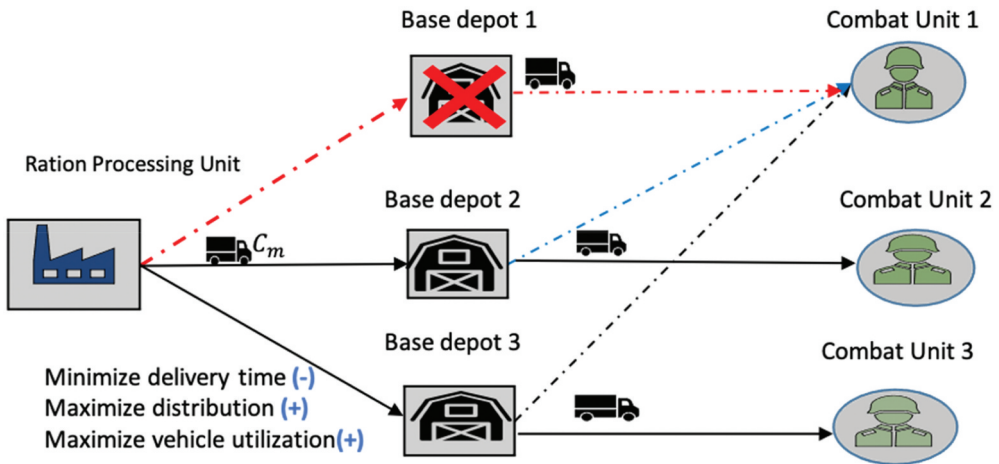 Base depot 1
Combat Unit 1
Ration Processing Unit
Base depot 2
Combat Unit 2
C_m
Base depot 3
Combat Unit 3
Minimize delivery time (-)
Maximize distribution (+)
Maximize vehicle utilization(+)